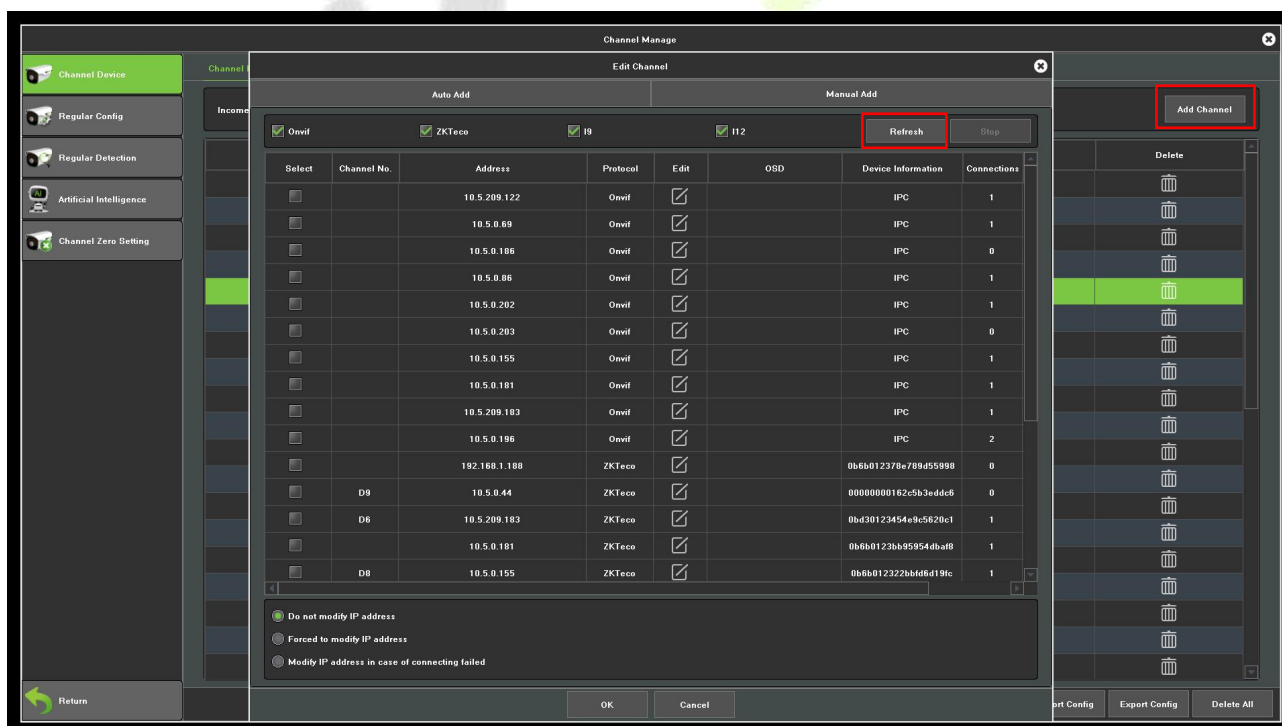 Channel Manage
Edit Channel
Channel Device
Regular Config
Regular Detection
Artificial Intelligence
Channel Zero Setting
Return
Channel
Income
Auto Add Manual Add
Add Channel
Onvif ZKTeco I9 I12 Refresh Stop
Select Channel No. Address Protocol Edit OSD Device Information Connections
10.5.209.122 Onvif IPC 1
10.5.0.69 Onvif IPC 1
10.5.0.186 Onvif IPC 0
10.5.0.86 Onvif IPC 1
10.5.0.202 Onvif IPC 1
10.5.0.203 Onvif IPC 0
10.5.0.155 Onvif IPC 1
10.5.0.181 Onvif IPC 1
10.5.209.183 Onvif IPC 1
10.5.0.196 Onvif IPC 2
192.168.1.188 ZKTeco 0b6b012378e789d55998 0
D9 10.5.0.44 ZKTeco 00000000162c5b3eddc6 0
D6 10.5.209.183 ZKTeco 0bd30123454e9c5620c1 1
10.5.0.181 ZKTeco 0b6b0123bb95954dbaf8 1
D8 10.5.0.155 ZKTeco 0b6b012322bbfd6d19fc 1
Delete
Do not modify IP address
Forced to modify IP address
Modify IP address in case of connecting failed
OK Cancel
ort Config Export Config Delete All